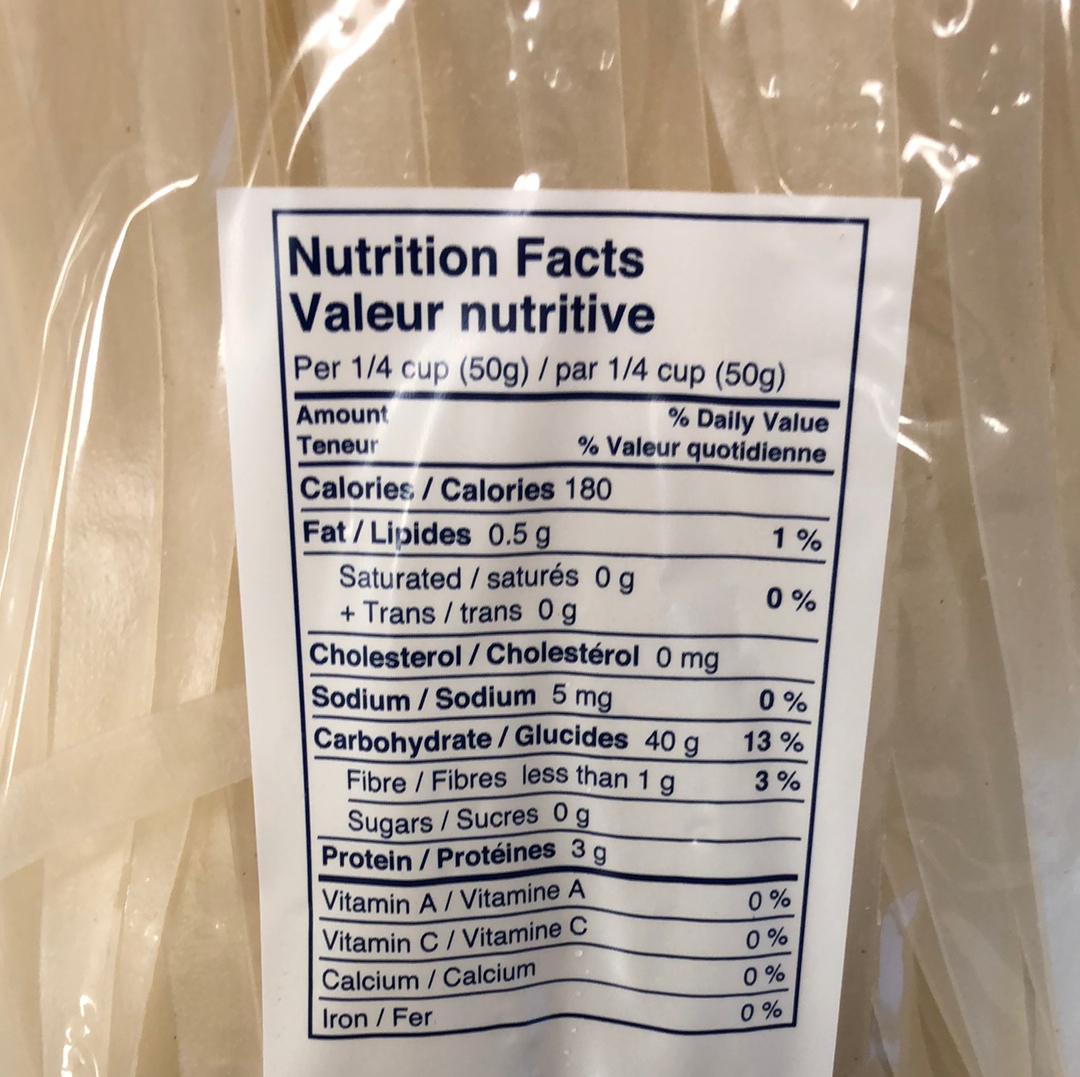 Nutrition Facts
Valeur nutritive
Per 1/4 cup (50g) / par 1/4 cup (50g)
Amount % Daily Value
Teneur % Valeur quotidienne
Calories / Calories 180
Fat / Lipides 0.5 g 1 %
Saturated / saturés 0 g
+ Trans / trans 0 g 0 %
Cholesterol / Cholestérol 0 mg
Sodium / Sodium 5 mg 0 %
Carbohydrate / Glucides 40 g 13 %
Fibre / Fibres less than 1 g 3 %
Sugars / Sucres 0 g
Protein / Protéines 3 g
Vitamin A / Vitamine A 0 %
Vitamin C / Vitamine C 0 %
Calcium / Calcium 0 %
Iron / Fer 0 %